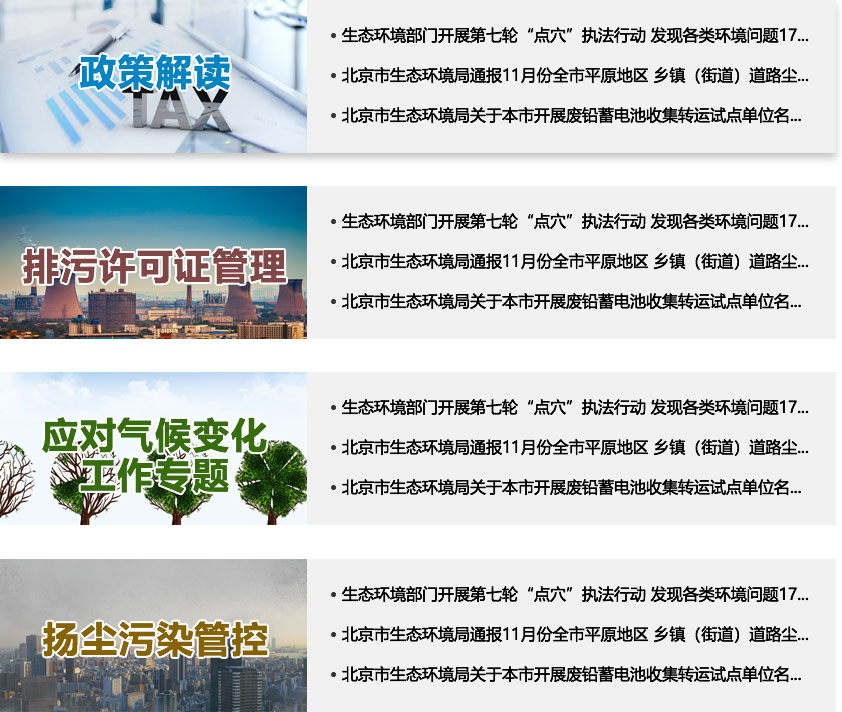 政策解读
TAX
• 生态环境部门开展第七轮“点穴”执法行动 发现各类环境问题17...
• 北京市生态环境局通报11月份全市平原地区 乡镇（街道）道路尘...
• 北京市生态环境局关于本市开展废铅蓄电池收集转运试点单位名...
排污许可证管理
• 生态环境部门开展第七轮“点穴”执法行动 发现各类环境问题17...
• 北京市生态环境局通报11月份全市平原地区 乡镇（街道）道路尘...
• 北京市生态环境局关于本市开展废铅蓄电池收集转运试点单位名...
应对气候变化
工作专题
• 生态环境部门开展第七轮“点穴”执法行动 发现各类环境问题17...
• 北京市生态环境局通报11月份全市平原地区 乡镇（街道）道路尘...
• 北京市生态环境局关于本市开展废铅蓄电池收集转运试点单位名...
扬尘污染管控
• 生态环境部门开展第七轮“点穴”执法行动 发现各类环境问题17...
• 北京市生态环境局通报11月份全市平原地区 乡镇（街道）道路尘...
• 北京市生态环境局关于本市开展废铅蓄电池收集转运试点单位名...